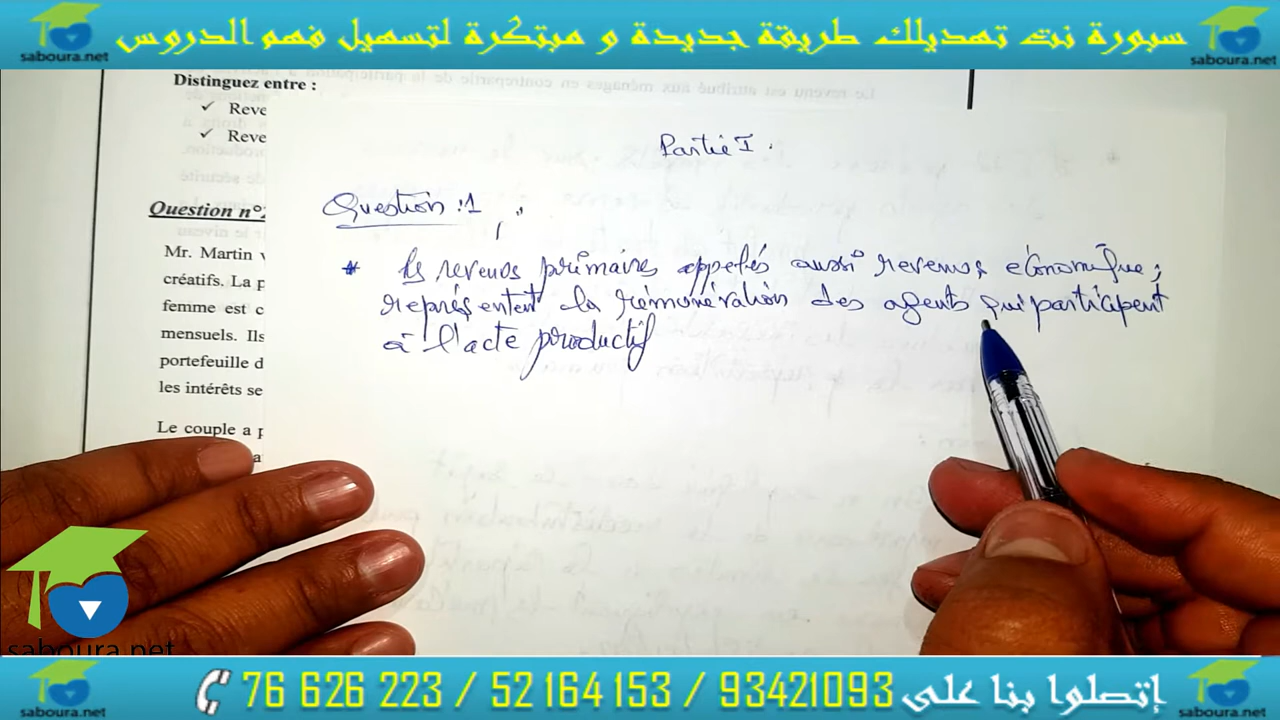 سبورة نت تهديلك طريقة جديدة و مبتكرة لتسهيل فهم الدروس
saboura.net
saboura.net
Distinguez entre :
✓ Reve
✓ Reve
Question n°
Mr. Martin v
créatifs. La p
femme est c
mensuels. Ils
portefeuille d
les intérêts se
Le couple a p
Partie I.
Question :1
* les revenus primaires appelés aussi revenus économique;
représentent la rémunération des agents qui participent
à l'acte productif
saboura.net
إتصلوا بنا على 93421093 / 52 164 153 / 76 626 223
saboura.net
saboura.net